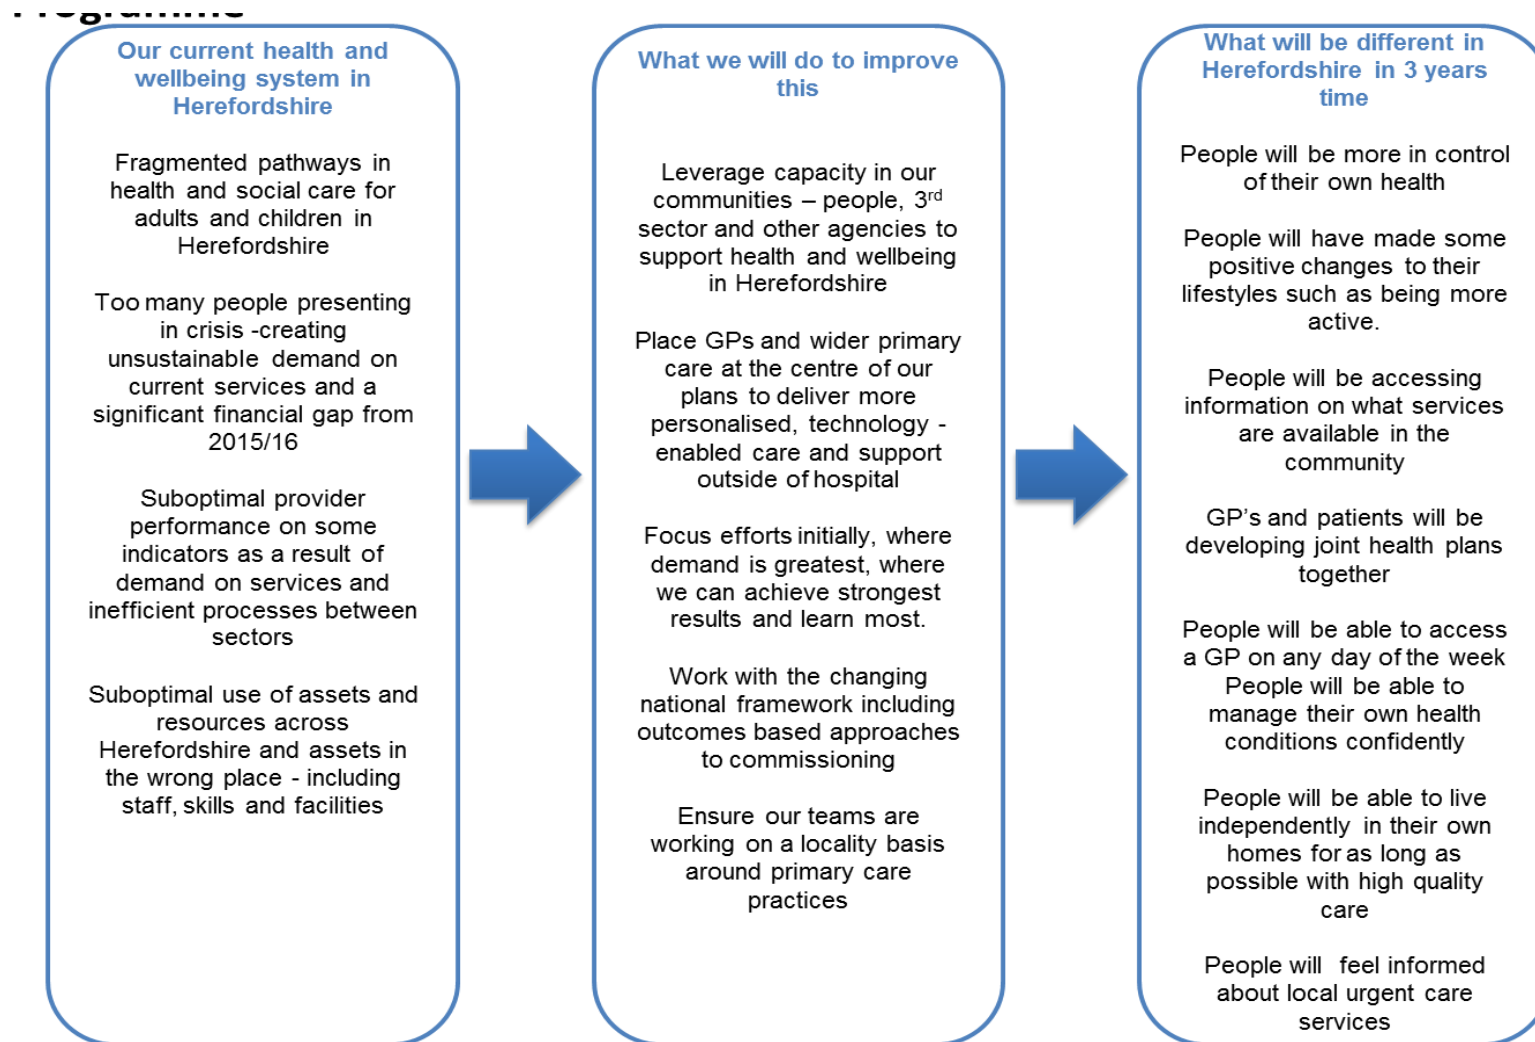 Programme
Our current health and
wellbeing system in
Herefordshire
Fragmented pathways in
health and social care for
adults and children in
Herefordshire
Too many people presenting
in crisis -creating
unsustainable demand on
current services and a
significant financial gap from
2015/16
Suboptimal provider
performance on some
indicators as a result of
demand on services and
inefficient processes between
sectors
Suboptimal use of assets and
resources across
Herefordshire and assets in
the wrong place - including
staff, skills and facilities
What we will do to improve
this
Leverage capacity in our
communities – people, 3rd
sector and other agencies to
support health and wellbeing
in Herefordshire
Place GPs and wider primary
care at the centre of our
plans to deliver more
personalised, technology -
enabled care and support
outside of hospital
Focus efforts initially, where
demand is greatest, where
we can achieve strongest
results and learn most.
Work with the changing
national framework including
outcomes based approaches
to commissioning
Ensure our teams are
working on a locality basis
around primary care
practices
What will be different in
Herefordshire in 3 years
time
People will be more in control
of their own health
People will have made some
positive changes to their
lifestyles such as being more
active.
People will be accessing
information on what services
are available in the
community
GP’s and patients will be
developing joint health plans
together
People will be able to access
a GP on any day of the week
People will be able to
manage their own health
conditions confidently
People will be able to live
independently in their own
homes for as long as
possible with high quality
care
People will feel informed
about local urgent care
services